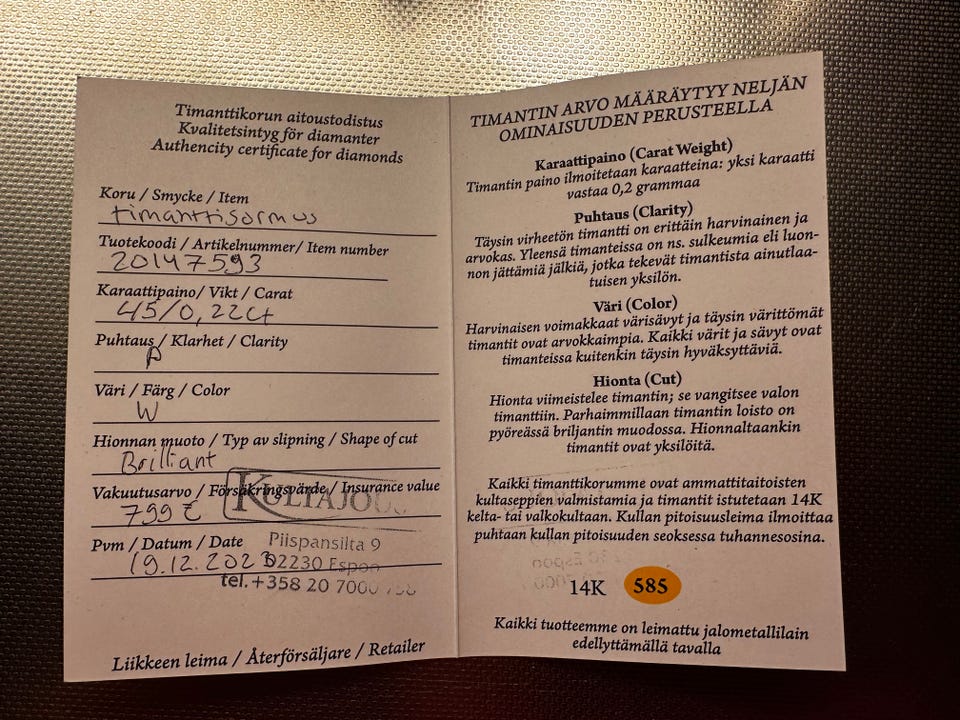 Timanttikorun aitoustodistus
Kvalitetsintyg för diamanter
Authencity certificate for diamonds
Koru / Smycke / Item
timanttisormus
Tuotekoodi / Artikelnummer/ Item number
20147593
Karaattipaino/ Vikt / Carat
45/0,22ct
Puhtaus / Klarhet / Clarity
P
Väri / Färg / Color
W
Hionnan muoto / Typ av slipning / Shape of cut
Brilliant
Vakuutusarvo / Försäkringsvärde / Insurance value
799 €
KULTAJOU
Pvm / Datum / Date
19.12.2023
Piispansilta 9
02230 Espoo
tel. +358 20 7000
Liikkeen leima / Återförsäljare / Retailer
TIMANTIN ARVO MÄÄRÄYTYY NELJÄN
OMINAISUUDEN PERUSTEELLA
Karaattipaino (Carat Weight)
Timantin paino ilmoitetaan karaatteina: yksi karaatti
vastaa 0,2 grammaa
Puhtaus (Clarity)
Täysin virheetön timantti on erittäin harvinainen ja
arvokas. Yleensä timanteissa on ns. sulkeumia eli luon-
non jättämiä jälkiä, jotka tekevät timantista ainutlaa-
tuisen yksilön.
Väri (Color)
Harvinaisen voimakkaat värisävyt ja täysin värittömät
timantit ovat arvokkaimpia. Kaikki värit ja sävyt ovat
timanteissa kuitenkin täysin hyväksyttäviä.
Hionta (Cut)
Hionta viimeistelee timantin; se vangitsee valon
timanttiin. Parhaimmillaan timantin loisto on
pyöreässä briljantin muodossa. Hionnaltaankin
timantit ovat yksilöitä.
Kaikki timanttikorumme ovat ammattitaitoisten
kultaseppien valmistamia ja timantit istutetaan 14K
kelta- tai valkokultaan. Kullan pitoisuusleima ilmoittaa
puhtaan kullan pitoisuuden seoksessa tuhannesosina.
14K 585
Kaikki tuotteemme on leimattu jalometallilain
edellyttämällä tavalla